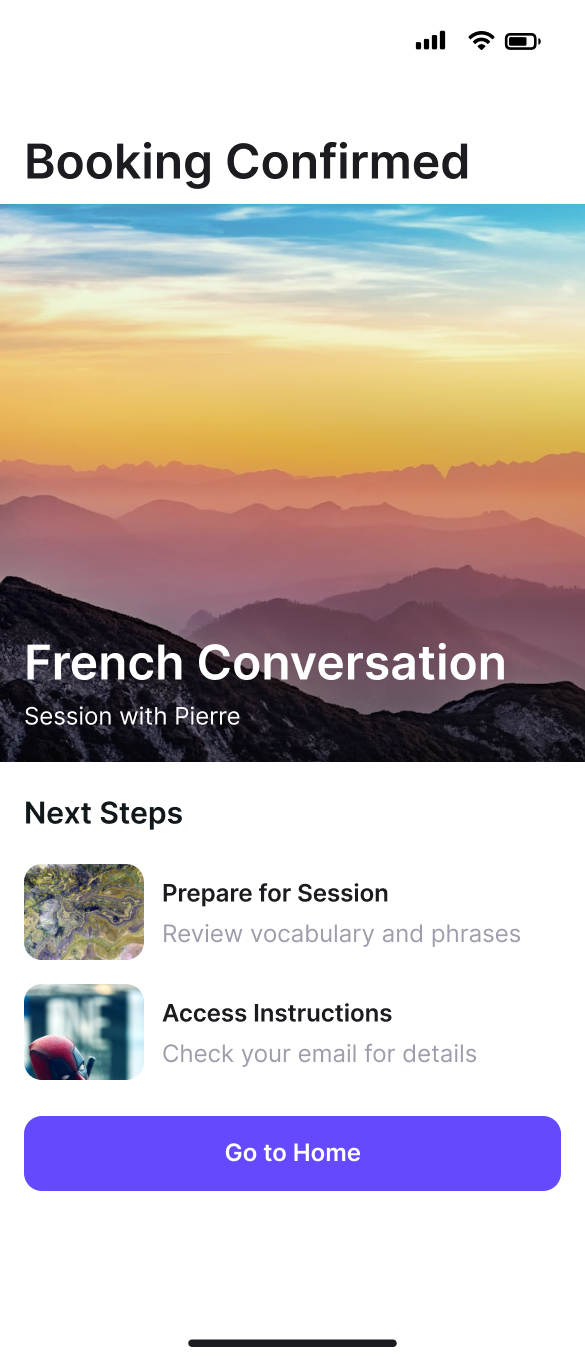 Booking Confirmed
French Conversation
Session with Pierre
Next Steps
Prepare for Session
Review vocabulary and phrases
Access Instructions
Check your email for details
Go to Home